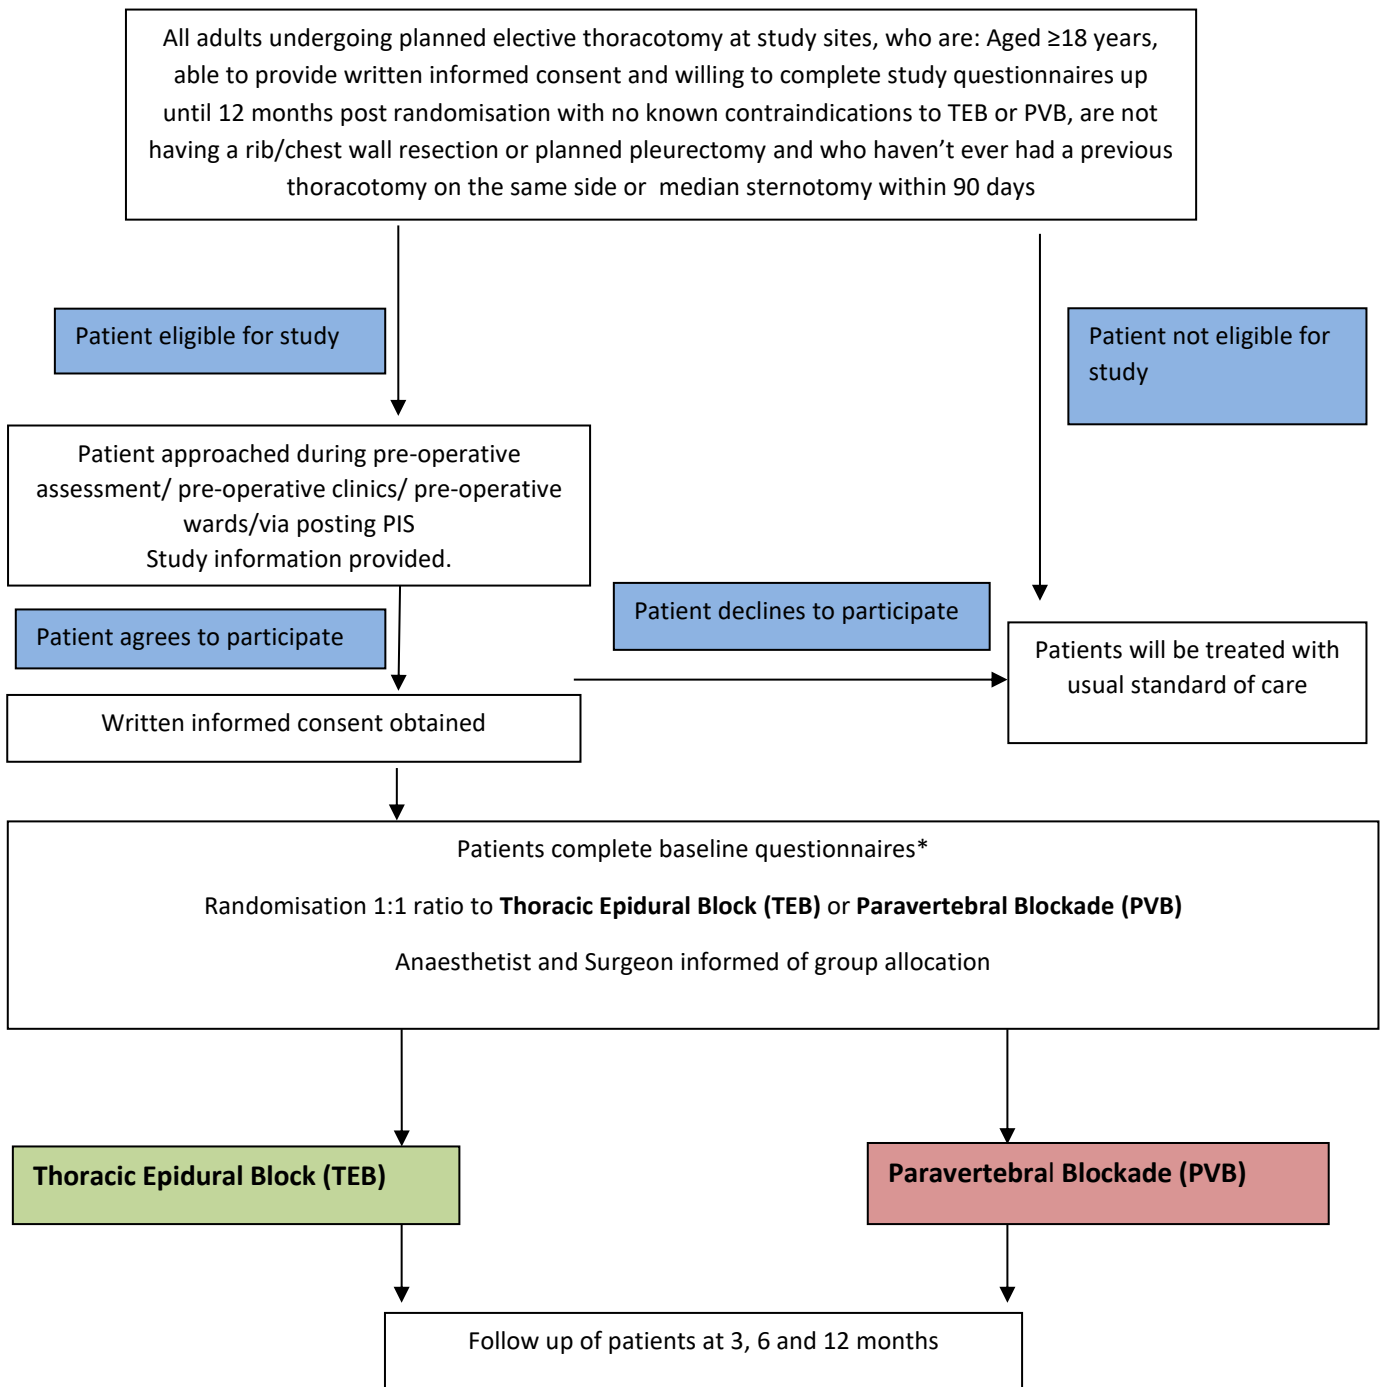 All adults undergoing planned elective thoracotomy at study sites, who are: Aged ≥18 years,
able to provide written informed consent and willing to complete study questionnaires up
until 12 months post randomisation with no known contraindications to TEB or PVB, are not
having a rib/chest wall resection or planned pleurectomy and who haven’t ever had a previous
thoracotomy on the same side or median sternotomy within 90 days
Patient eligible for study
Patient not eligible for
study
Patient approached during pre-operative
assessment/ pre-operative clinics/ pre-operative
wards/via posting PIS
Study information provided.
Patient declines to participate
Patient agrees to participate
Patients will be treated with
usual standard of care
Written informed consent obtained
Patients complete baseline questionnaires*
Randomisation 1:1 ratio to Thoracic Epidural Block (TEB) or Paravertebral Blockade (PVB)
Anaesthetist and Surgeon informed of group allocation
Thoracic Epidural Block (TEB)
Paravertebral Blockade (PVB)
Follow up of patients at 3, 6 and 12 months